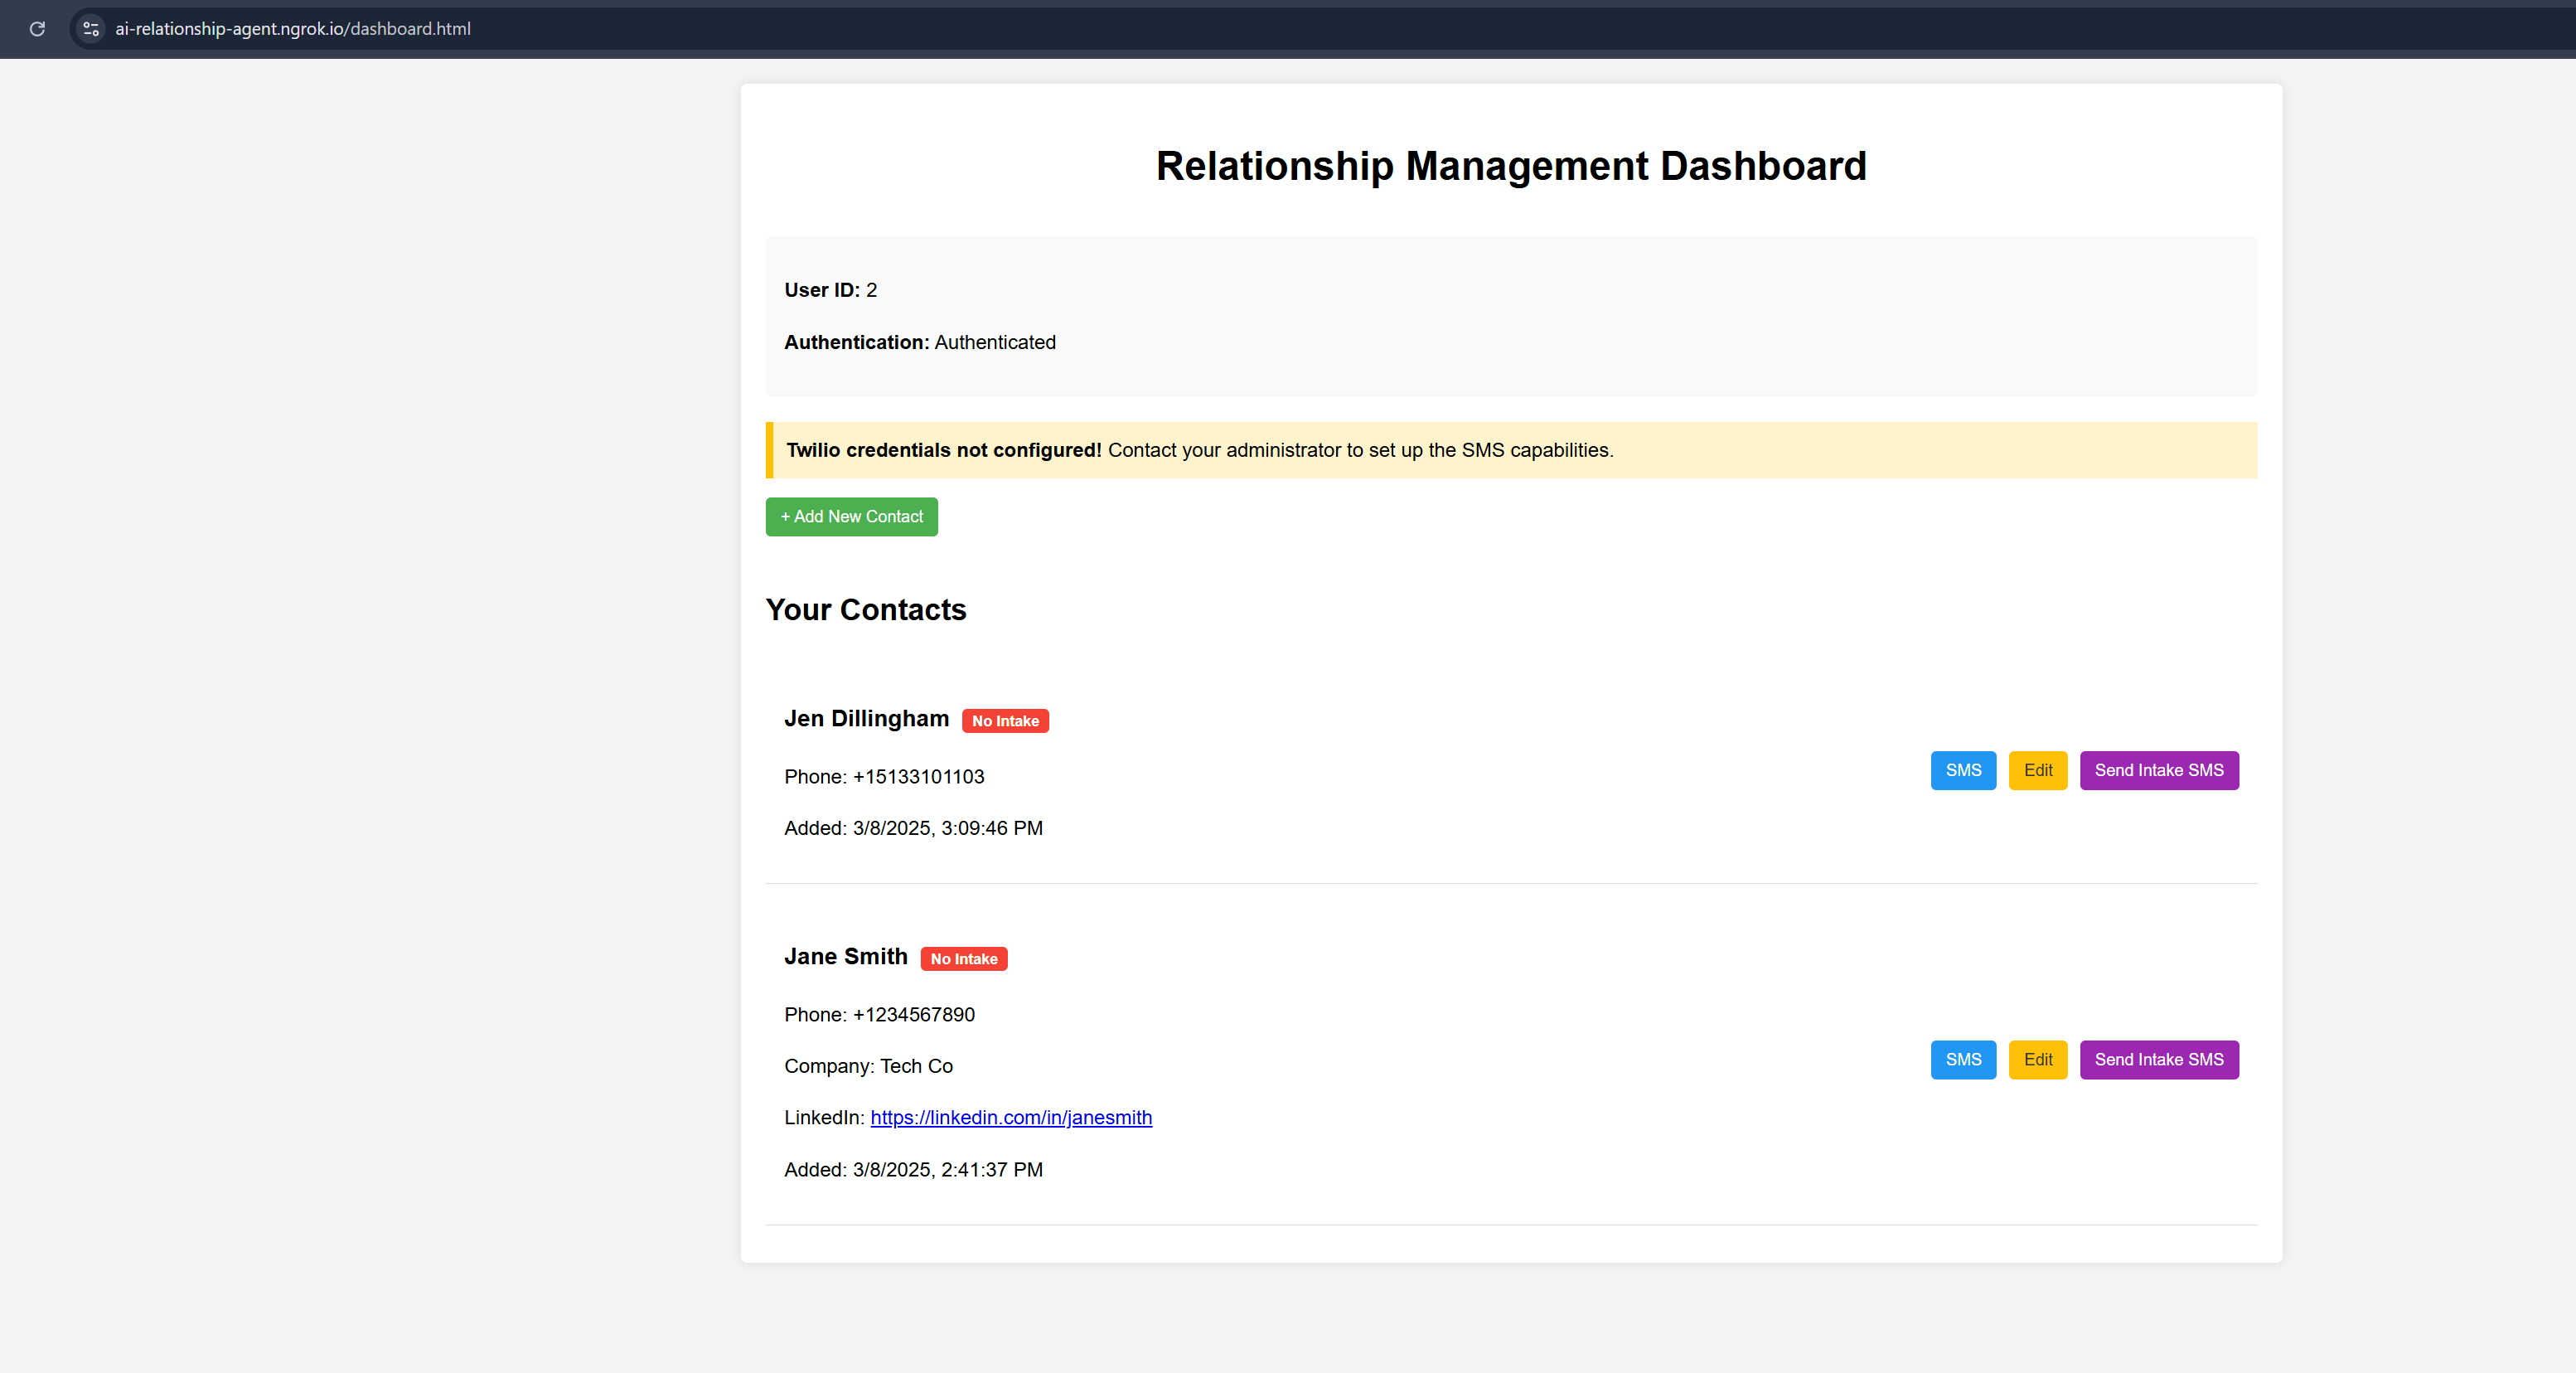 ai-relationship-agent.ngrok.io/dashboard.html
Relationship Management Dashboard
User ID: 2
Authentication: Authenticated
Twilio credentials not configured! Contact your administrator to set up the SMS capabilities.
+ Add New Contact
Your Contacts
Jen Dillingham No Intake
Phone: +15133101103
SMS Edit Send Intake SMS
Added: 3/8/2025, 3:09:46 PM
Jane Smith No Intake
Phone: +1234567890
Company: Tech Co
SMS Edit Send Intake SMS
LinkedIn: https://linkedin.com/in/janesmith
Added: 3/8/2025, 2:41:37 PM